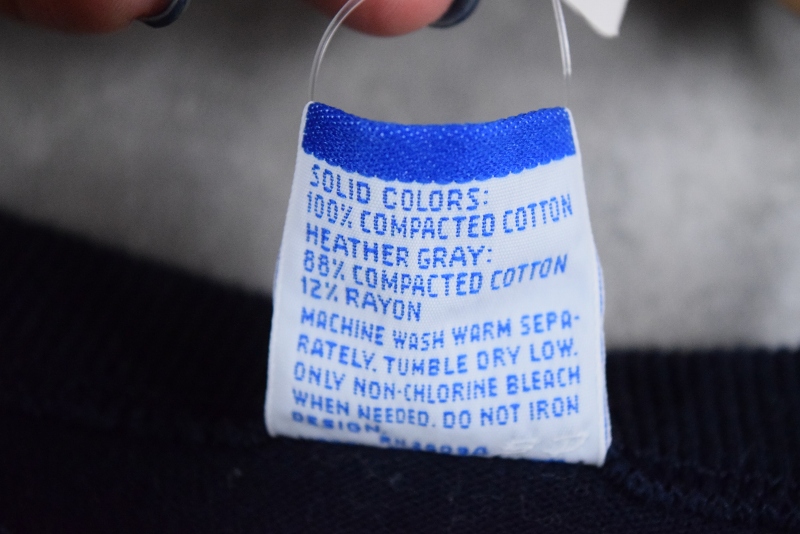 SOLID COLORS:
100% COMPACTED COTTON
HEATHER GRAY:
88% COMPACTED COTTON
12% RAYON
MACHINE WASH WARM SEPA-
RATELY. TUMBLE DRY LOW.
ONLY NON-CHLORINE BLEACH
WHEN NEEDED. DO NOT IRON
DESIGN.